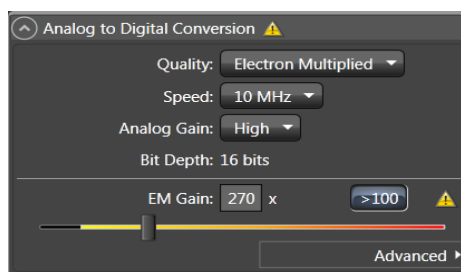 Analog to Digital Conversion
Quality: Electron Multiplied
Speed: 10 MHz
Analog Gain: High
Bit Depth: 16 bits
EM Gain: 270 x >100
Advanced